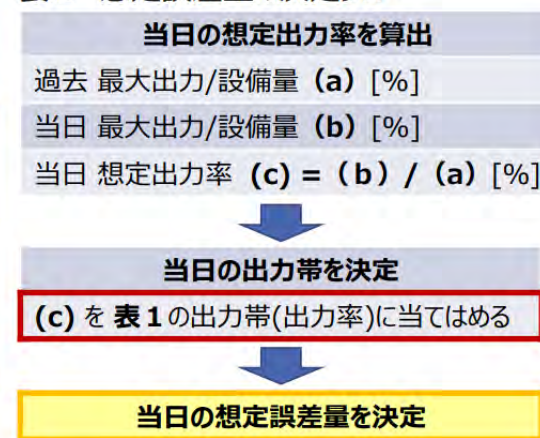 当日の想定出力率を算出
過去 最大出力/設備量 (a) [%]
当日 最大出力/設備量 (b) [%]
当日 想定出力率 (c) = (b) / (a) [%]
当日の出力帯を決定
(c) を 表1の出力帯(出力率)に当てはめる
当日の想定誤差量を決定